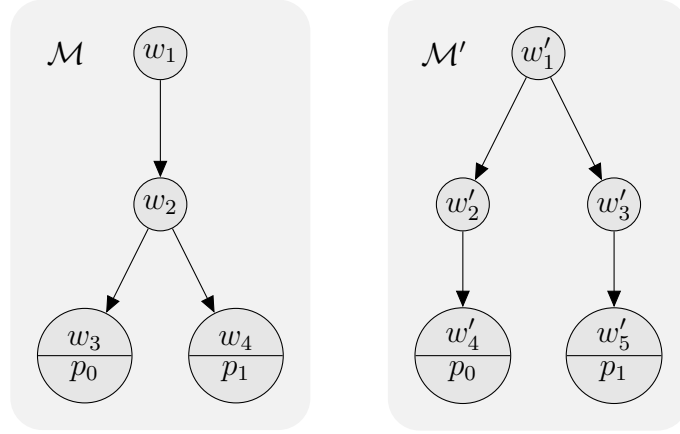 ℳ w₁ ℳ′ w′₁
w₂ w′₂ w′₃
w₃ w₄ w′₄ w′₅
p₀ p₁ p₀ p₁